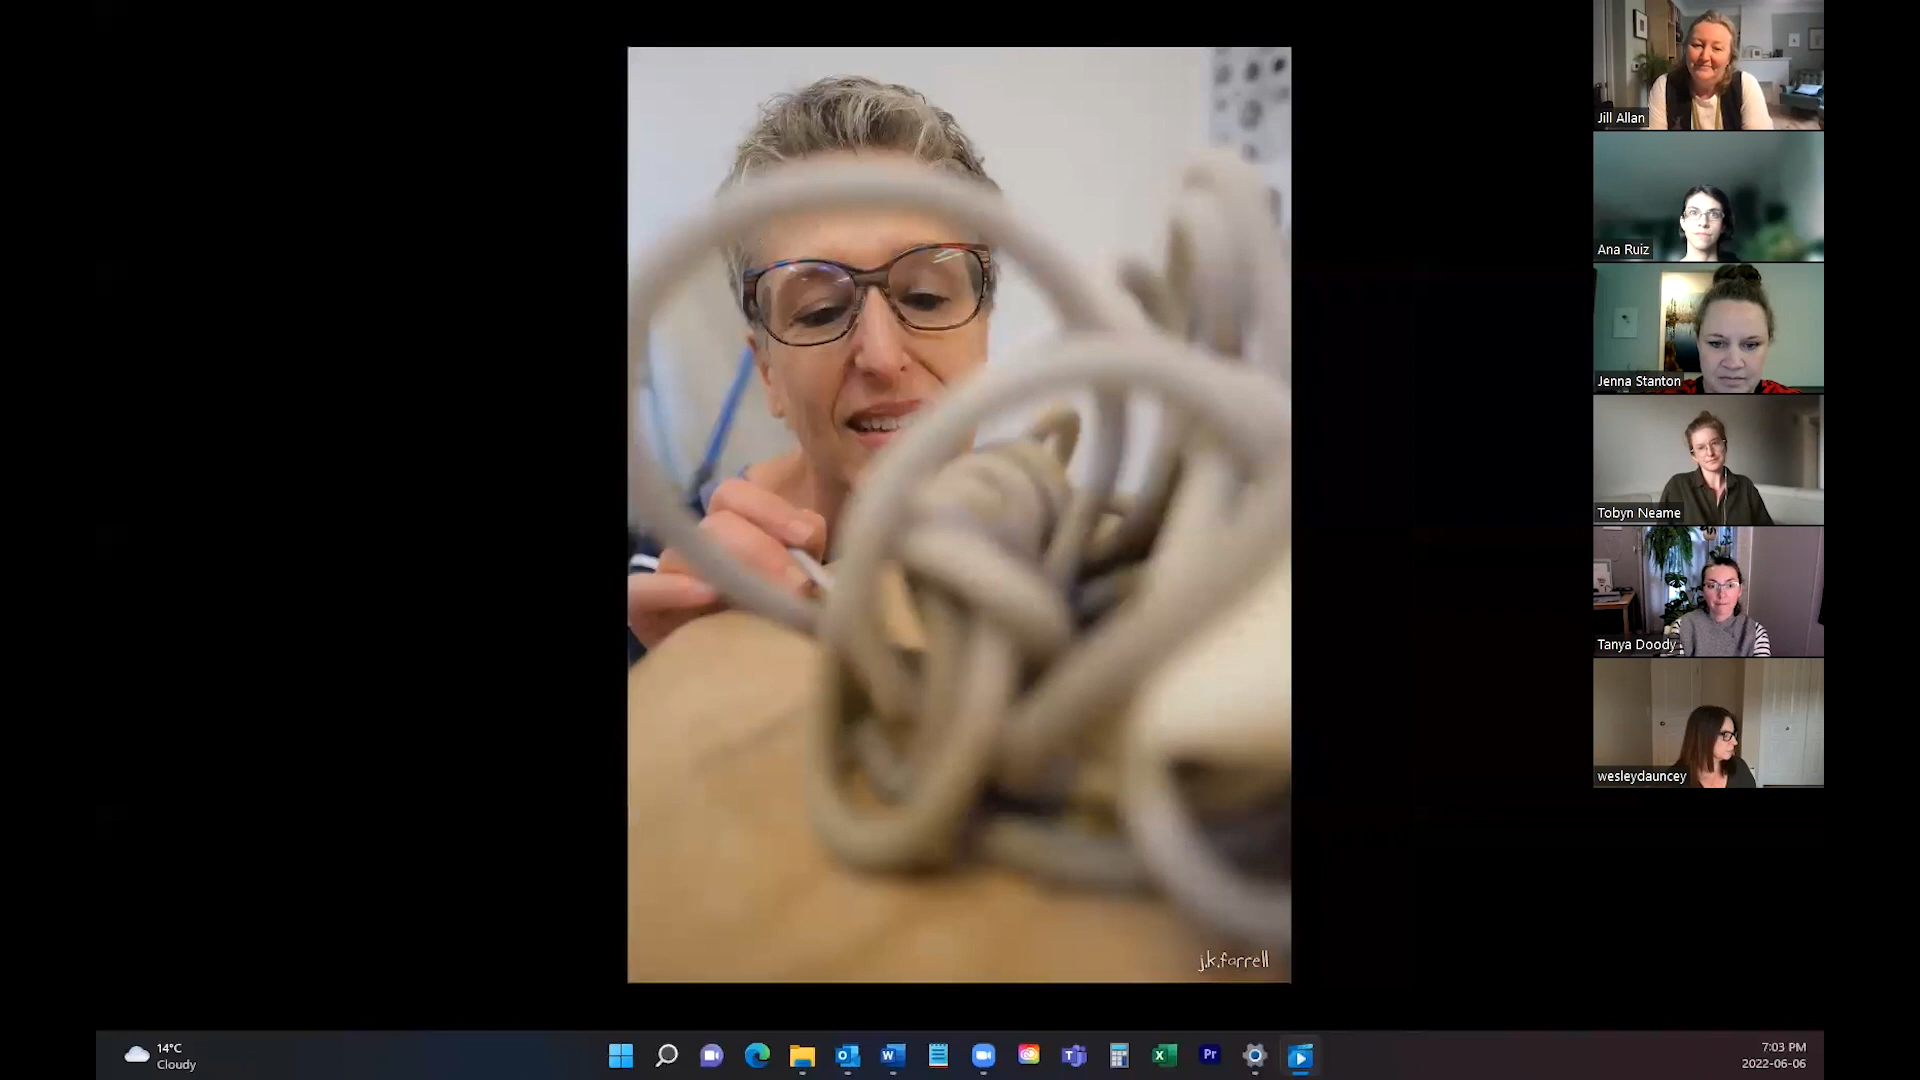 Jill Allan
Ana Ruiz
Jenna Stanton
Tobyn Neame
Tanya Doody
wesleydauncey
j.k.farrell
14°C
Cloudy
Pr
7:03 PM
2022-06-06